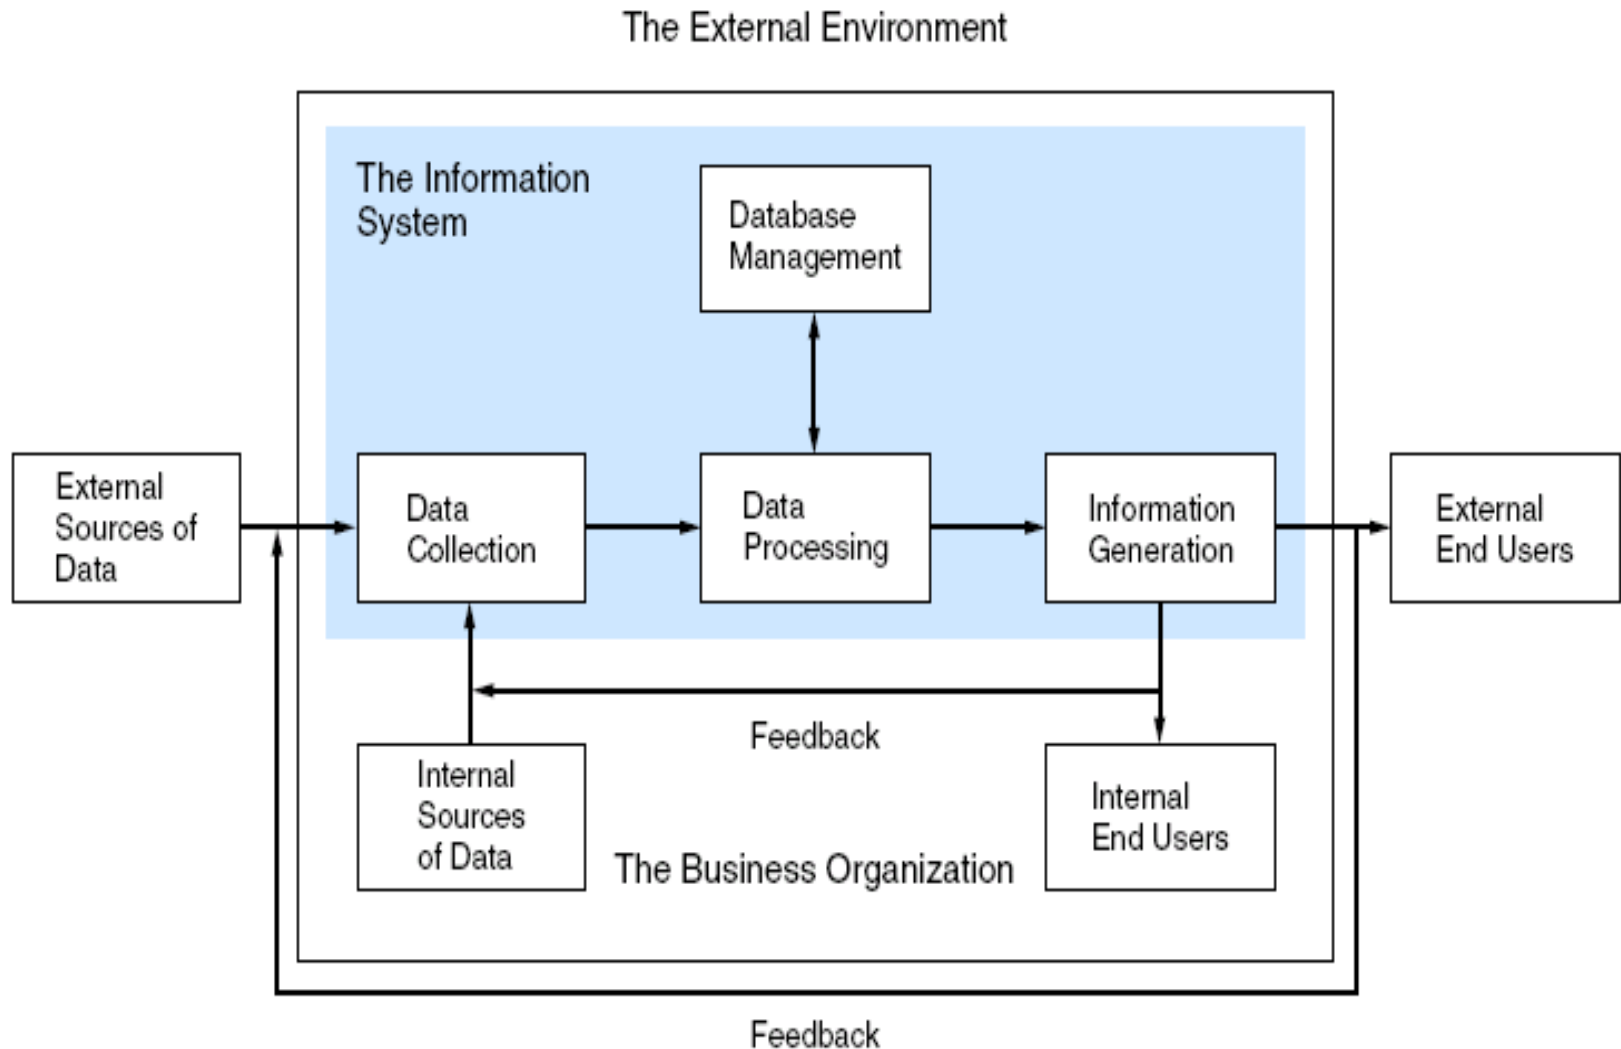 The External Environment
The Information
System
Database
Management
External
Sources of
Data
Data
Collection
Data
Processing
Information
Generation
External
End Users
Feedback
Internal
Sources
of Data
Internal
End Users
The Business Organization
Feedback